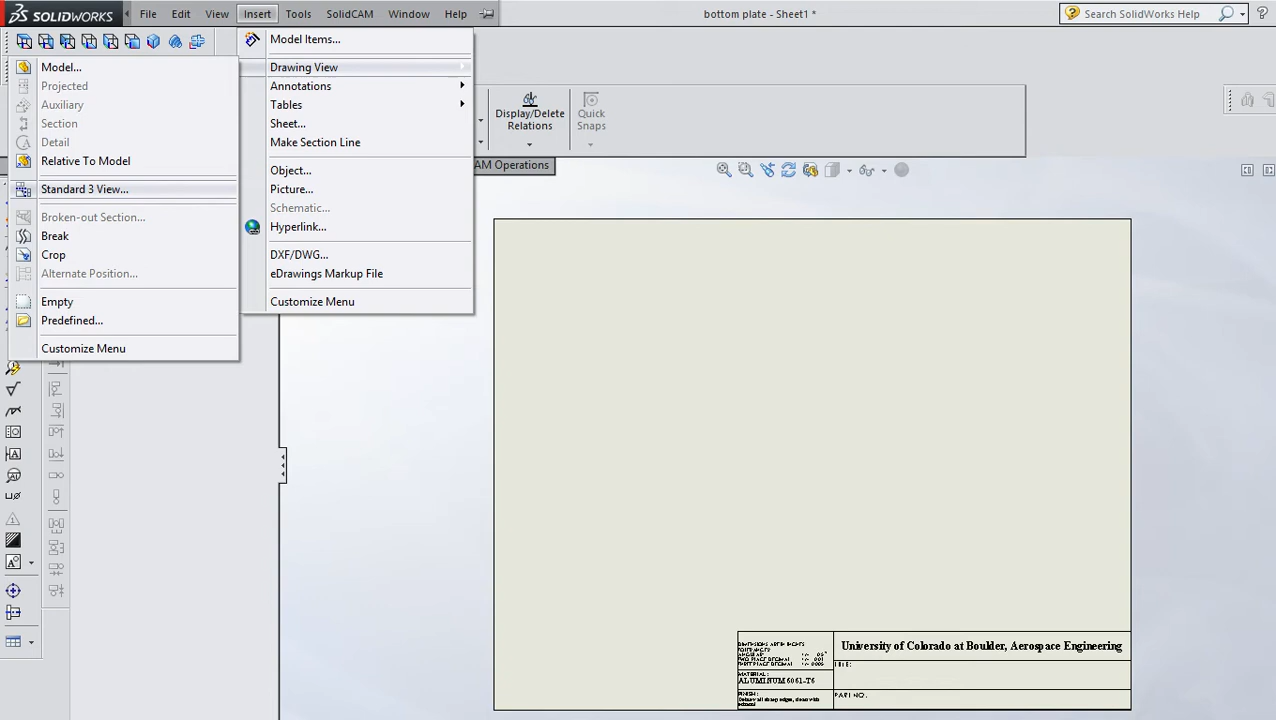 SOLIDWORKS File Edit View Insert Tools SolidCAM Window Help
bottom plate - Sheet1 *
Search SolidWorks Help
Model Items...
Drawing View
Annotations
Tables
Sheet...
Make Section Line
Object...
Picture...
Schematic...
Hyperlink...
DXF/DWG...
eDrawings Markup File
Customize Menu
Model...
Projected
Auxiliary
Section
Detail
Relative To Model
Standard 3 View...
Broken-out Section...
Break
Crop
Alternate Position...
Empty
Predefined...
Customize Menu
Display/Delete
Relations
Quick
Snaps
AM Operations
University of Colorado at Boulder, Aerospace Engineering
MATERIAL:
ALUMINUM 6061-T6
FINISH:
PART NO.